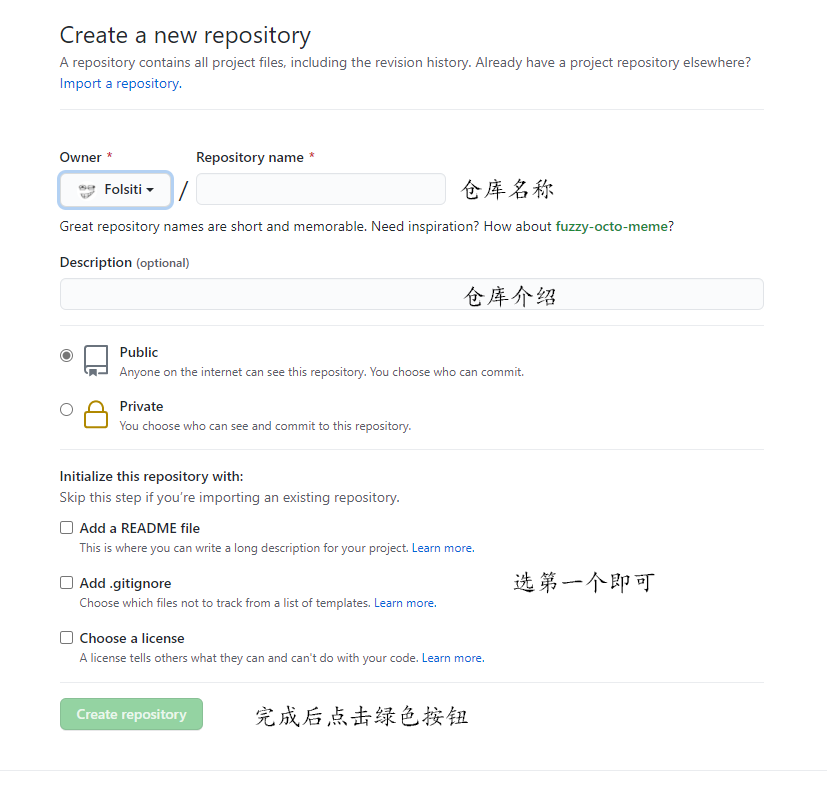 Create a new repository
A repository contains all project files, including the revision history. Already have a project repository elsewhere?
Import a repository.
Owner * Repository name *
Folsiti / 仓库名称
Great repository names are short and memorable. Need inspiration? How about fuzzy-octo-meme?
Description (optional)
仓库介绍
Public
Anyone on the internet can see this repository. You choose who can commit.
Private
You choose who can see and commit to this repository.
Initialize this repository with:
Skip this step if you're importing an existing repository.
Add a README file
This is where you can write a long description for your project. Learn more.
Add .gitignore
选第一个即可
Choose which files not to track from a list of templates. Learn more.
Choose a license
A license tells others what they can and can't do with your code. Learn more.
Create repository 完成后点击绿色按钮